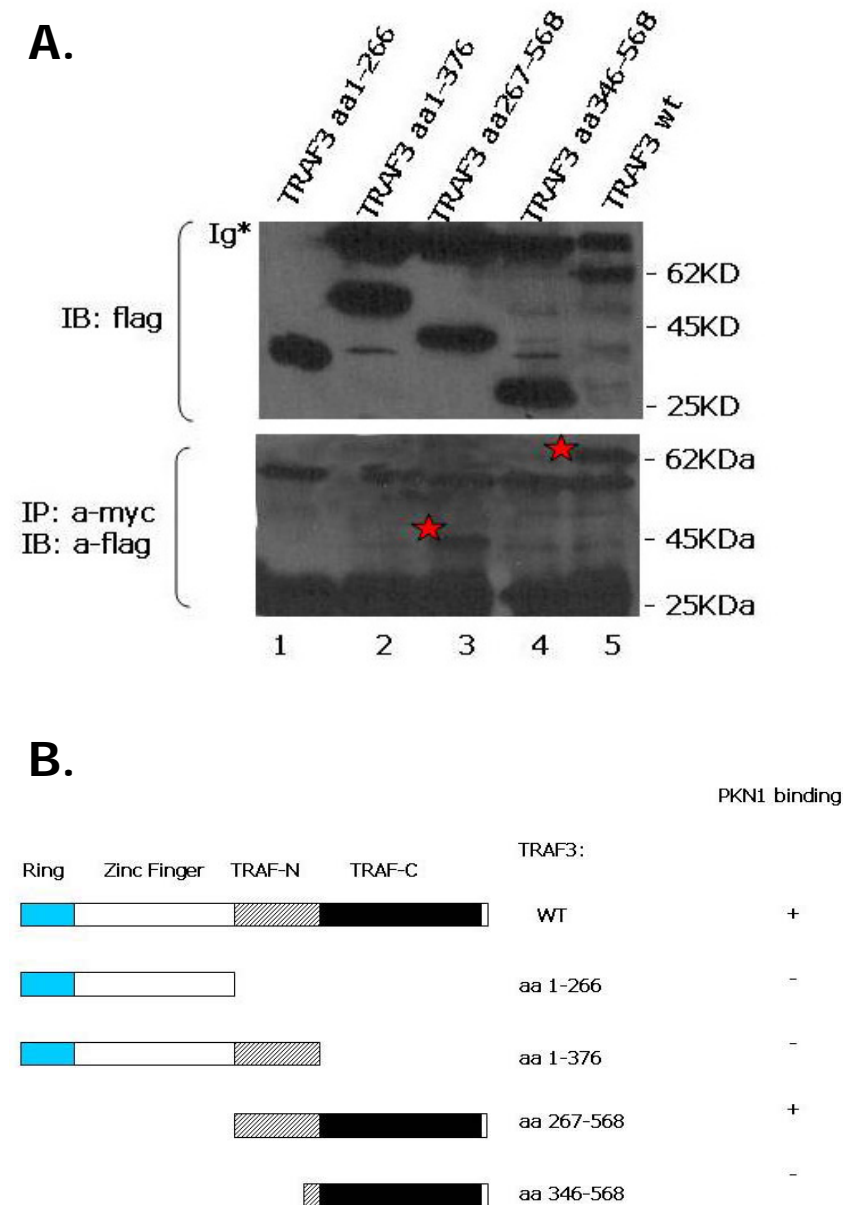 A.
TRAF3 aa1-266
TRAF3 aa1-376
TRAF3 aa267-568
TRAF3 aa346-568
TRAF3 wt
Ig*
IB: flag
- 62KD
- 45KD
- 25KD
IP: a-myc
IB: a-flag
- 62KDa
- 45KDa
- 25KDa
1 2 3 4 5
B.
PKN1 binding
TRAF3:
Ring Zinc Finger TRAF-N TRAF-C
WT +
aa 1-266 -
aa 1-376 -
aa 267-568 +
aa 346-568 -